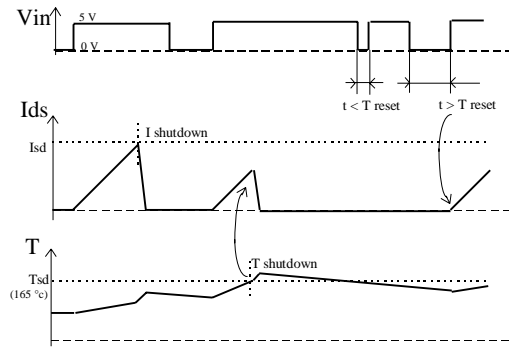 Vin
5 V
0 V
t < T reset
t > T reset
Ids
I shutdown
Isd
T
T shutdown
Tsd
(165 °c)